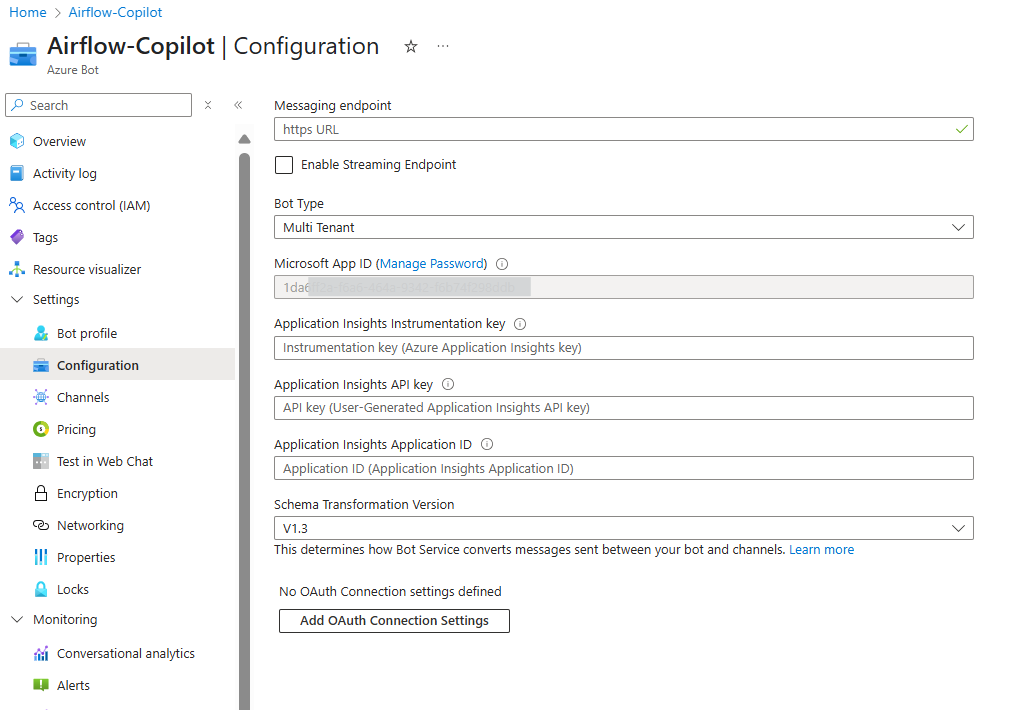 Home > Airflow-Copilot
Airflow-Copilot | Configuration
Azure Bot
Search
Overview
Activity log
Access control (IAM)
Tags
Resource visualizer
Settings
Bot profile
Configuration
Channels
Pricing
Test in Web Chat
Encryption
Networking
Properties
Locks
Monitoring
Conversational analytics
Alerts
Messaging endpoint
https URL
Enable Streaming Endpoint
Bot Type
Multi Tenant
Microsoft App ID (Manage Password)
Application Insights Instrumentation key
Instrumentation key (Azure Application Insights key)
Application Insights API key
API key (User-Generated Application Insights API key)
Application Insights Application ID
Application ID (Application Insights Application ID)
Schema Transformation Version
V1.3
This determines how Bot Service converts messages sent between your bot and channels. Learn more
No OAuth Connection settings defined
Add OAuth Connection Settings